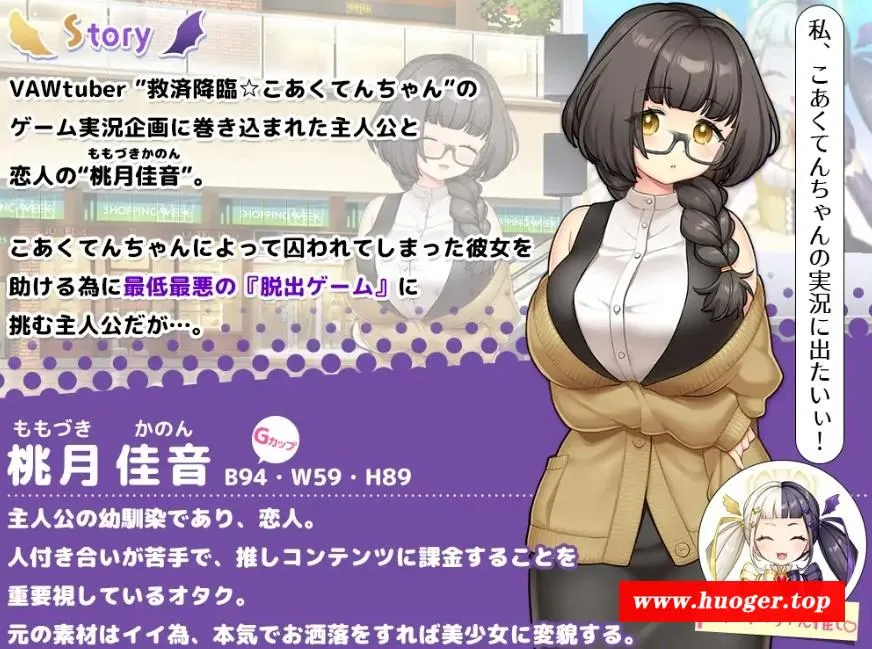 Story
VAWtuber "救済降臨☆こあくてんちゃん"の
ゲーム実況企画に巻き込まれた主人公と
ももづきかのん
恋人の“桃月佳音”。
SHOPPING WEEK
SHOPPING WEEK
こあくてんちゃんによって囚われてしまった彼女を
助ける為に最低最悪の『脱出ゲーム』に
挑む主人公だが…。
私、こあくてんちゃんの実況に出たいぃ!
ももづき かのん
桃月佳音
Gカップ
B94・W59・H89
主人公の幼馴染であり、恋人。
人付き合いが苦手で、推しコンテンツに課金することを
重要視しているオタク。
元の素材はイイ為、本気でお洒落をすれば美少女に変貌する。
www.huoger.top